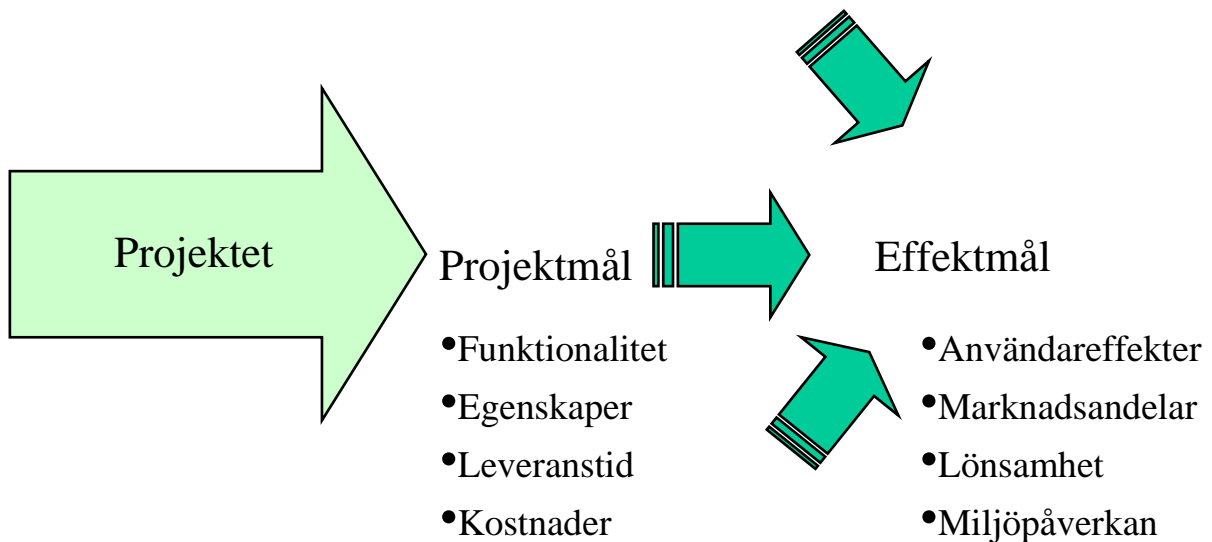 Projektet
Projektmål
•Funktionalitet
•Egenskaper
•Leveranstid
•Kostnader
Effektmål
•Användareffekter
•Marknadsandelar
•Lönsamhet
•Miljöpåverkan